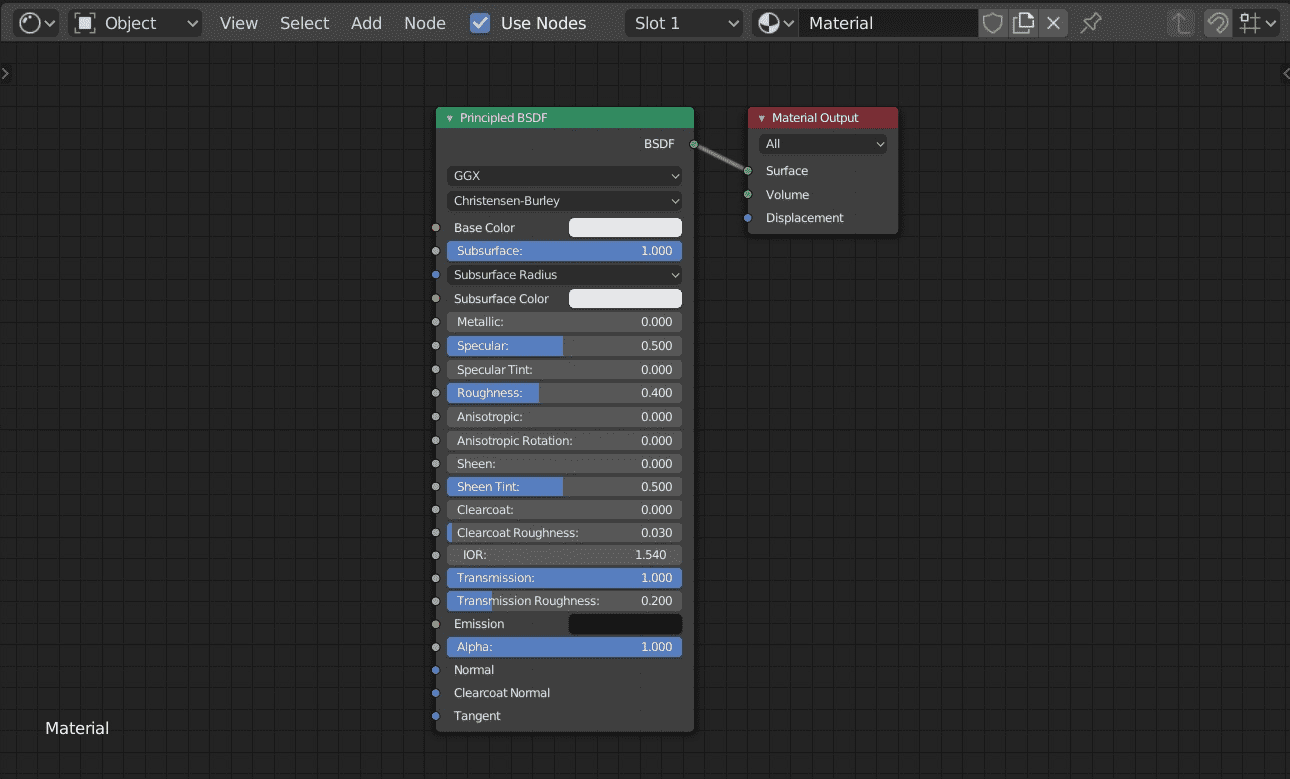 Object View Select Add Node Use Nodes Slot 1 Material
Principled BSDF
BSDF
GGX
Christensen-Burley
Base Color
Subsurface: 1.000
Subsurface Radius
Subsurface Color
Metallic: 0.000
Specular: 0.500
Specular Tint: 0.000
Roughness: 0.400
Anisotropic: 0.000
Anisotropic Rotation: 0.000
Sheen: 0.000
Sheen Tint: 0.500
Clearcoat: 0.000
Clearcoat Roughness: 0.030
IOR: 1.540
Transmission: 1.000
Transmission Roughness: 0.200
Emission
Alpha: 1.000
Normal
Clearcoat Normal
Tangent
Material Output
All
Surface
Volume
Displacement
Material